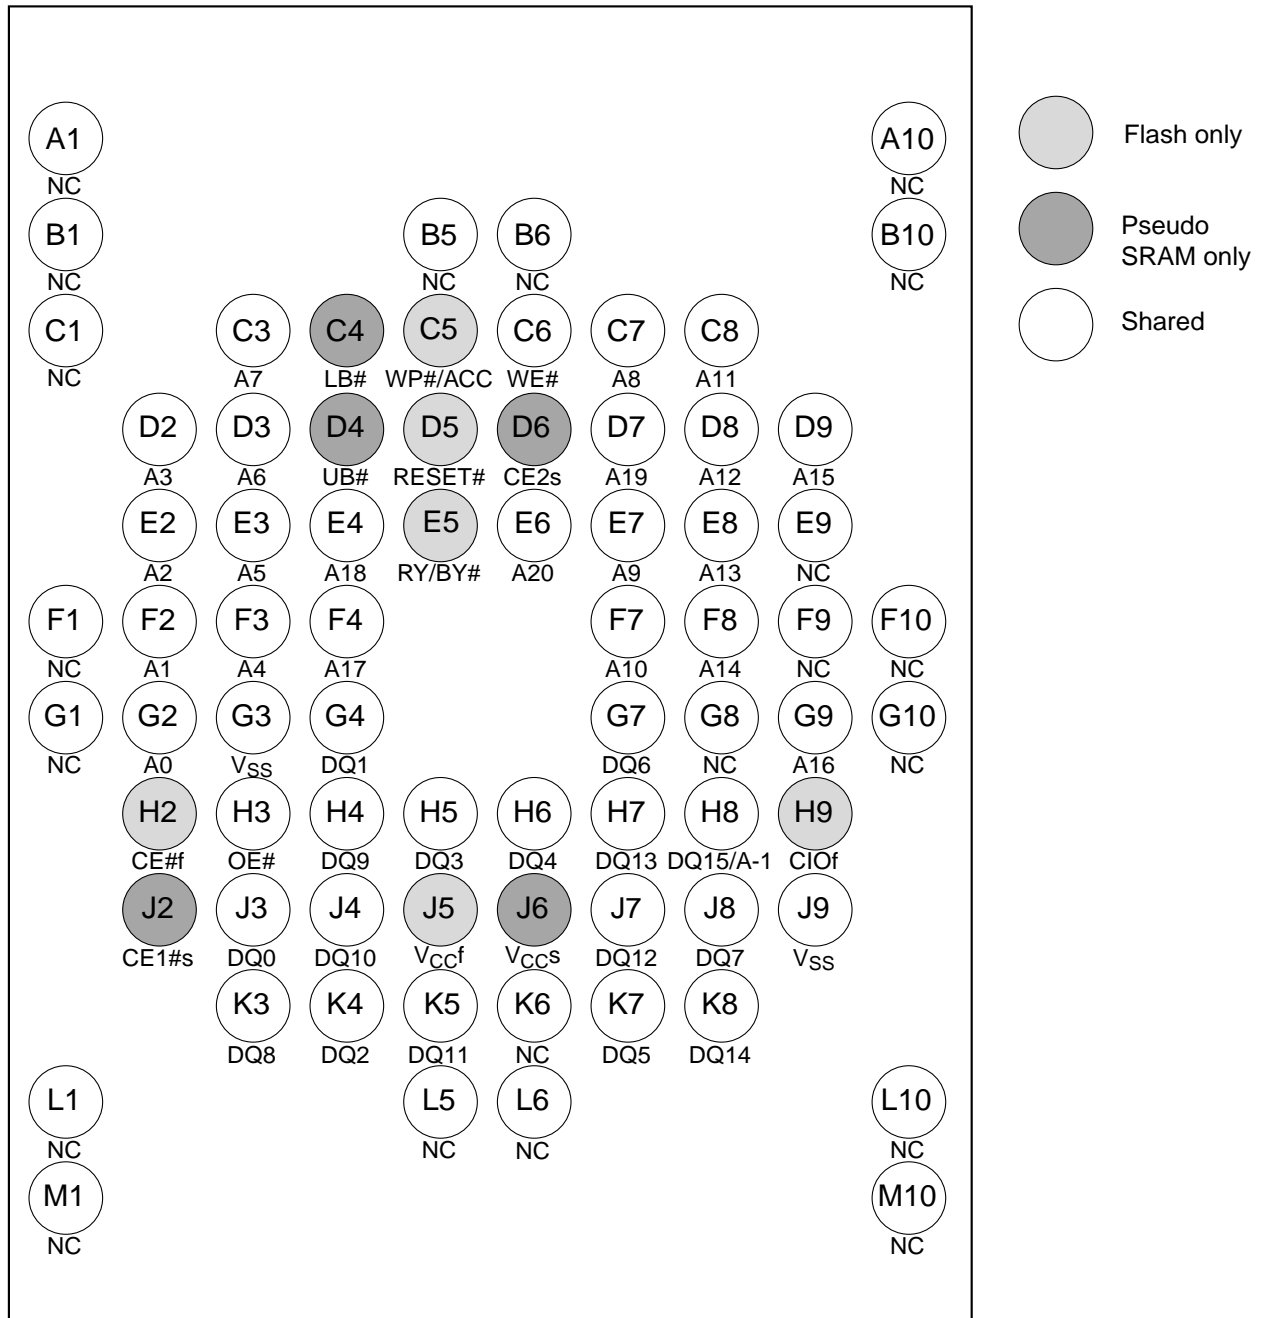 A1 A10
NC NC
Flash only
B1 B5 B6 B10
NC NC NC NC
Pseudo
SRAM only
C1 C3 C4 C5 C6 C7 C8
NC A7 LB# WP#/ACC WE# A8 A11
Shared
D2 D3 D4 D5 D6 D7 D8 D9
A3 A6 UB# RESET# CE2s A19 A12 A15
E2 E3 E4 E5 E6 E7 E8 E9
A2 A5 A18 RY/BY# A20 A9 A13 NC
F1 F2 F3 F4 F7 F8 F9 F10
NC A1 A4 A17 A10 A14 NC NC
G1 G2 G3 G4 G7 G8 G9 G10
NC A0 VSS DQ1 DQ6 NC A16 NC
H2 H3 H4 H5 H6 H7 H8 H9
CE#f OE# DQ9 DQ3 DQ4 DQ13 DQ15/A-1 CIOf
J2 J3 J4 J5 J6 J7 J8 J9
CE1#s DQ0 DQ10 VCCf VCCs DQ12 DQ7 VSS
K3 K4 K5 K6 K7 K8
DQ8 DQ2 DQ11 NC DQ5 DQ14
L1 L5 L6 L10
NC NC NC NC
M1 M10
NC NC